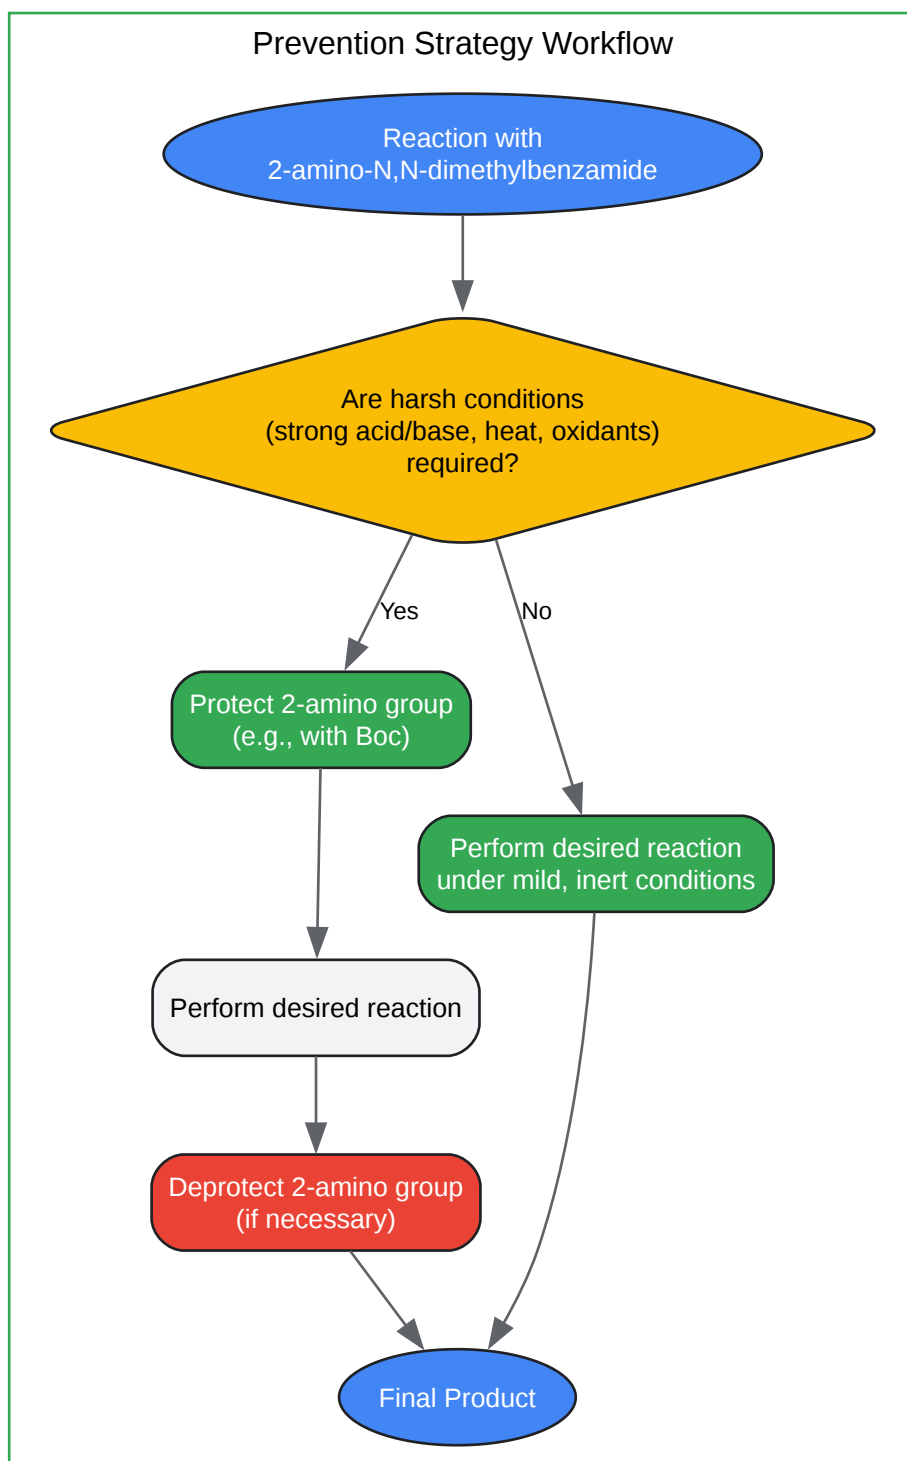 Prevention Strategy Workflow
Reaction with
2-amino-N,N-dimethylbenzamide
Are harsh conditions
(strong acid/base, heat, oxidants)
required?
Yes
No
Protect 2-amino group
(e.g., with Boc)
Perform desired reaction
under mild, inert conditions
Perform desired reaction
Deprotect 2-amino group
(if necessary)
Final Product